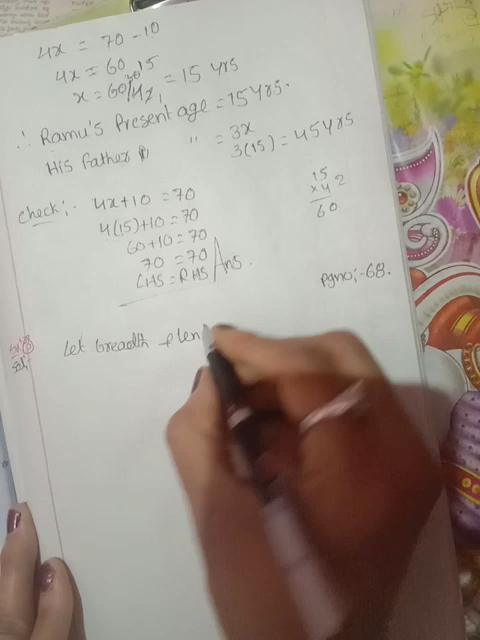 4x = 70 - 10
4x = 60
x = 60/4 = 15 yrs
∴ Ramu's Present age = 15 yrs.
His father " = 3x
3(15) = 45 yrs
Check:- 4x+10 = 70
4(15)+10 = 70
60+10 = 70
70 = 70
LHS = RHS Ans.
15
x 4 2
60
Pg no:- 68.
Let breadth & len